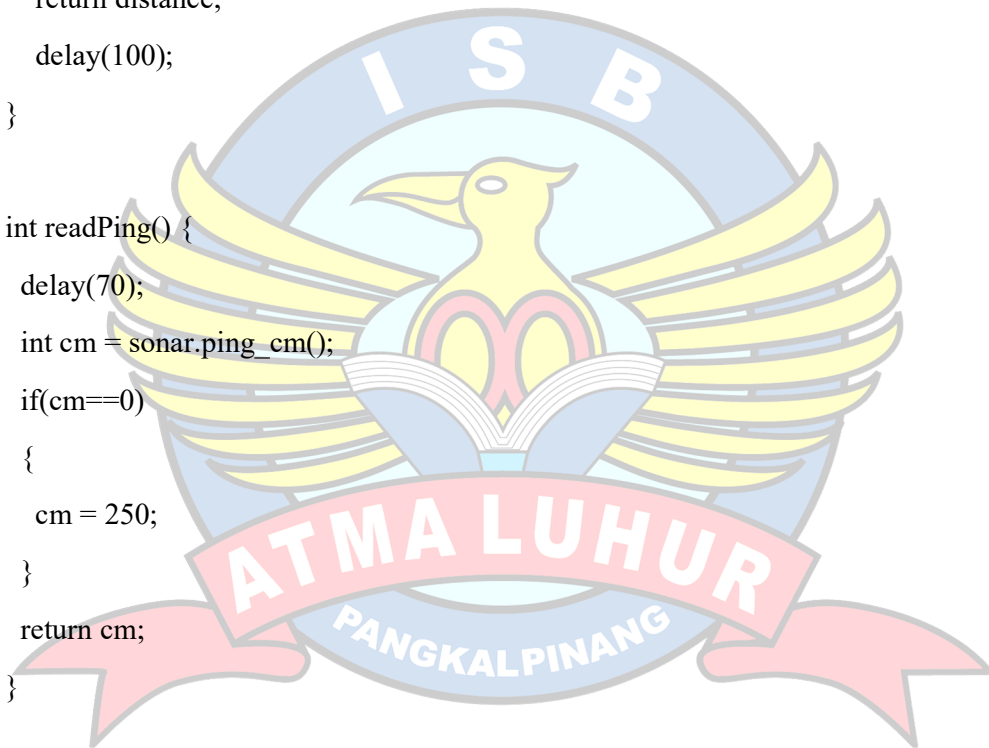 return distance;
delay(100);
}
int readPing() {
delay(70);
int cm = sonar.ping_cm();
if(cm==0)
{
cm = 250;
}
return cm;
}
ISB
ATMA LUHUR
PANGKALPINANG